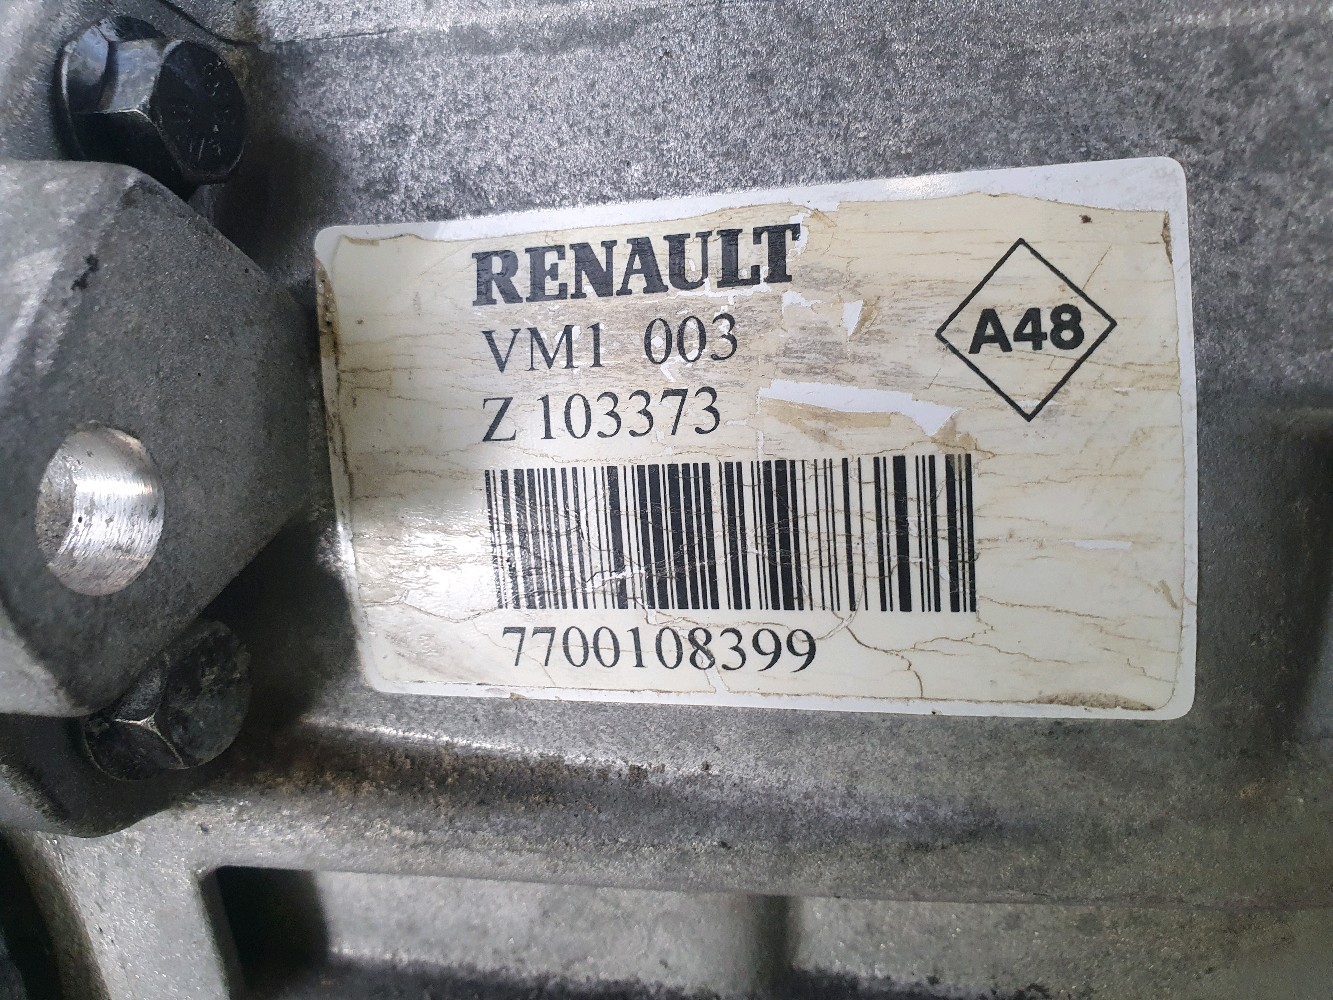 RENAULT
VM1 003
A48
Z 103373
7700108399